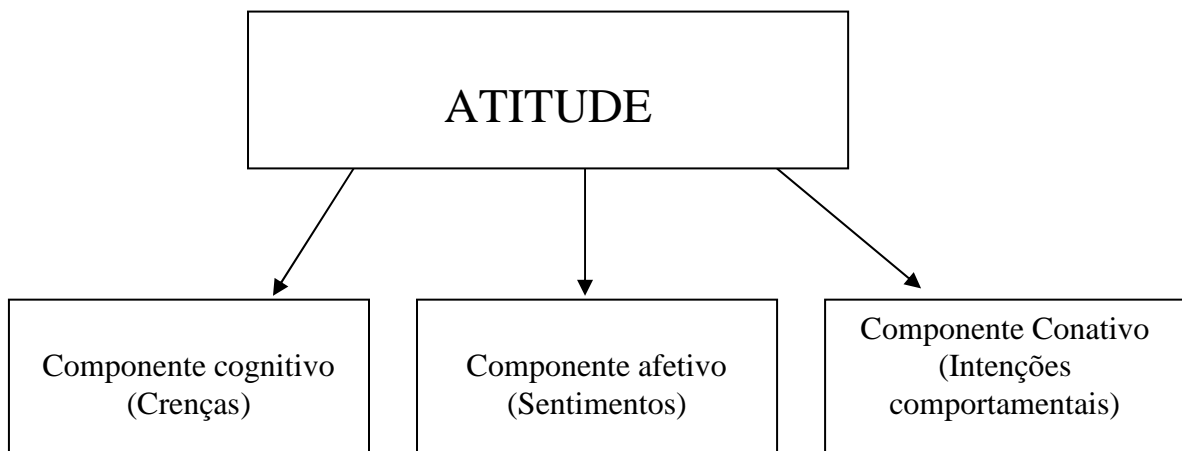 ATITUDE
Componente cognitivo
(Crenças)
Componente afetivo
(Sentimentos)
Componente Conativo
(Intenções
comportamentais)